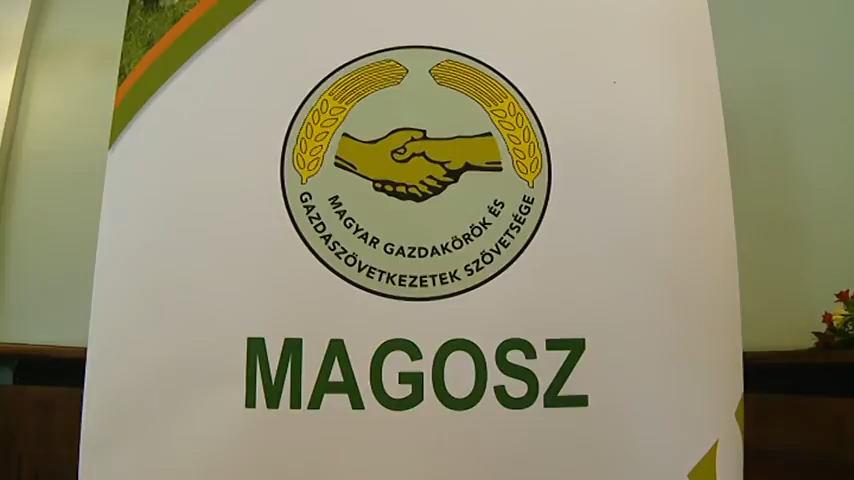 MAGYAR GAZDAKÖRÖK ÉS
GAZDASZÖVETKEZETEK SZÖVETSÉGE
MAGOSZ